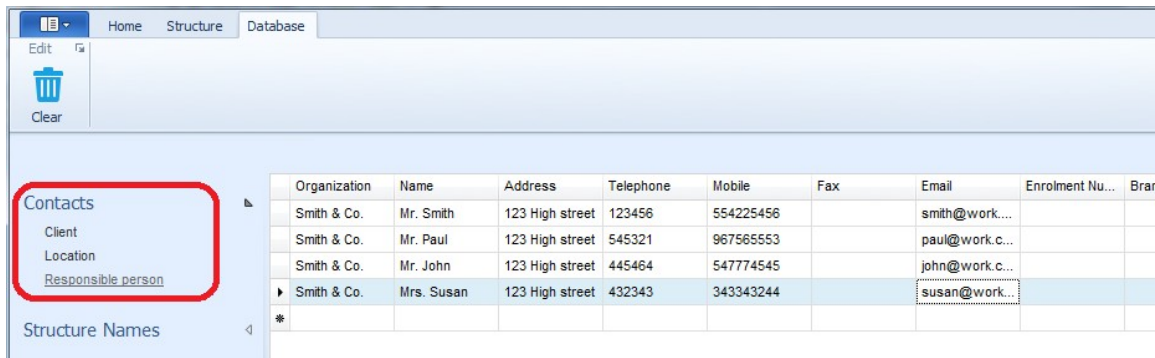 Home Structure Database
Edit
Clear
Contacts
Client
Location
Responsible person
Structure Names
Organization Name Address Telephone Mobile Fax Email Enrolment Nu... Bran
Smith & Co. Mr. Smith 123 High street 123456 554225456 smith@work....
Smith & Co. Mr. Paul 123 High street 545321 967565553 paul@work.c...
Smith & Co. Mr. John 123 High street 445464 547774545 john@work.c...
Smith & Co. Mrs. Susan 123 High street 432343 343343244 susan@work...